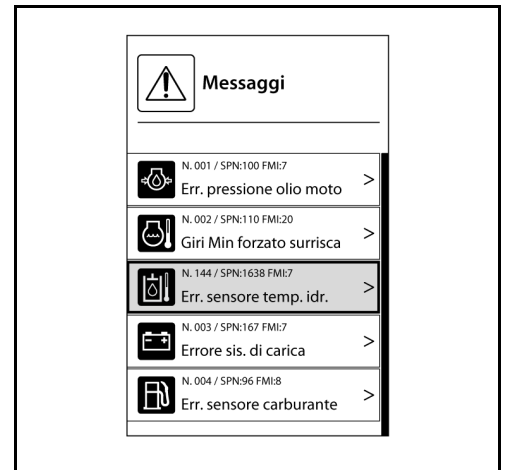 Messaggi
N. 001 / SPN:100 FMI:7
Err. pressione olio moto
>
N. 002 / SPN:110 FMI:20
Giri Min forzato surrisca
>
N. 144 / SPN:1638 FMI:7
Err. sensore temp. idr.
>
N. 003 / SPN:167 FMI:7
Errore sis. di carica
>
N. 004 / SPN:96 FMI:8
Err. sensore carburante
>